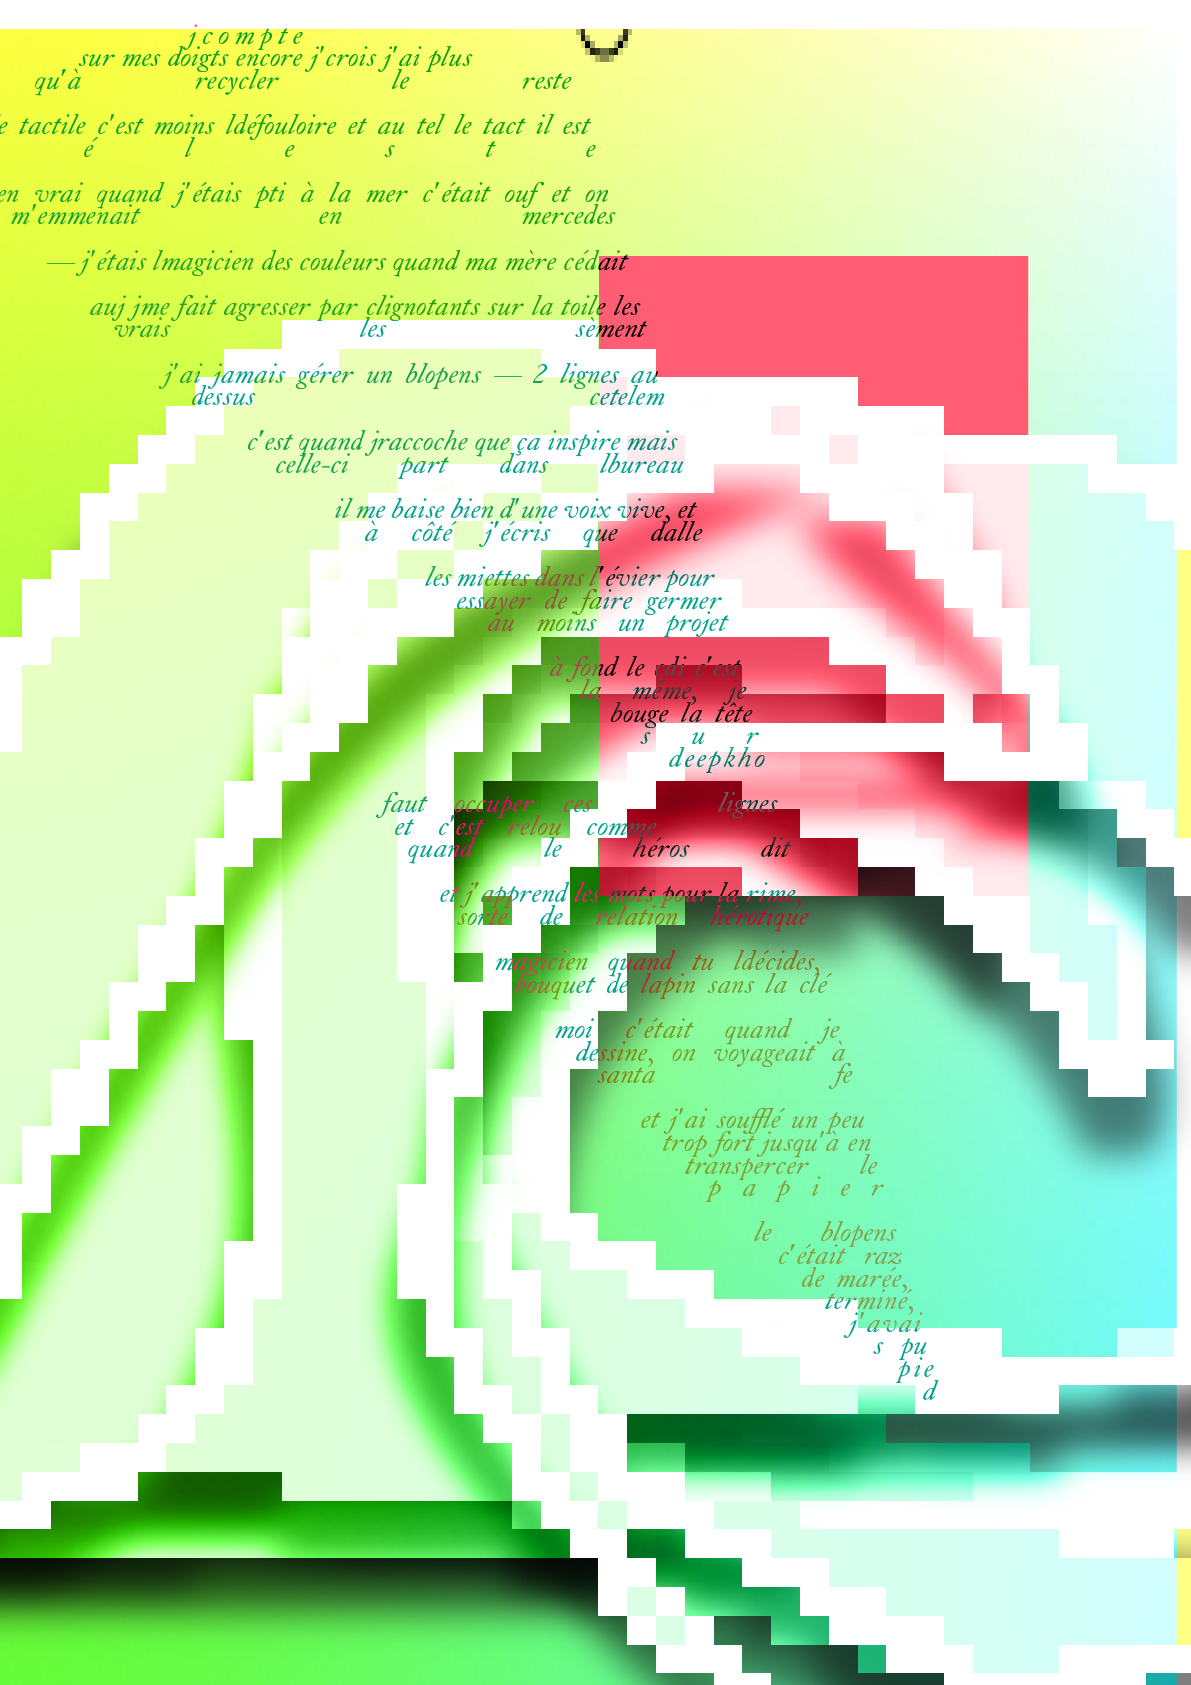 jcompte
sur mes doigts encore j'crois j'ai plus
qu'à recycler le reste
e tactile c'est moins ldéfouloire et au tel le tact il est
é l e s t e
en vrai quand j'étais pti à la mer c'était ouf et on
m'emmenait en mercedes
— j'étais lmagicien des couleurs quand ma mère cédait
auj jme fait agresser par clignotants sur la toile les
vrais les sèment
j'ai jamais gérer un blopens — 2 lignes au
dessus cetelem
c'est quand jraccoche que ça inspire mais
celle-ci part dans lbureau
il me baise bien d'une voix vive, et
à côté j'écris que dalle
les miettes dans l'évier pour
essayer de faire germer
au moins un projet
à fond le edi c'est
la même, je
bouge la tête
s u r
deepkho
faut occuper ces lignes
et c'est relou comme
quand le héros dit
et j'apprend les mots pour la rime,
sorte de relation hérotique
magicien quand tu ldécides,
bouquet de lapin sans la clé
moi c'était quand je
dessine, on voyageait à
santa fe
et j'ai soufflé un peu
trop fort jusqu'à en
transpercer le
p a p i e r
le blopens
c'était raz
de marée,
terminé,
j'avai
s pu
pie
d